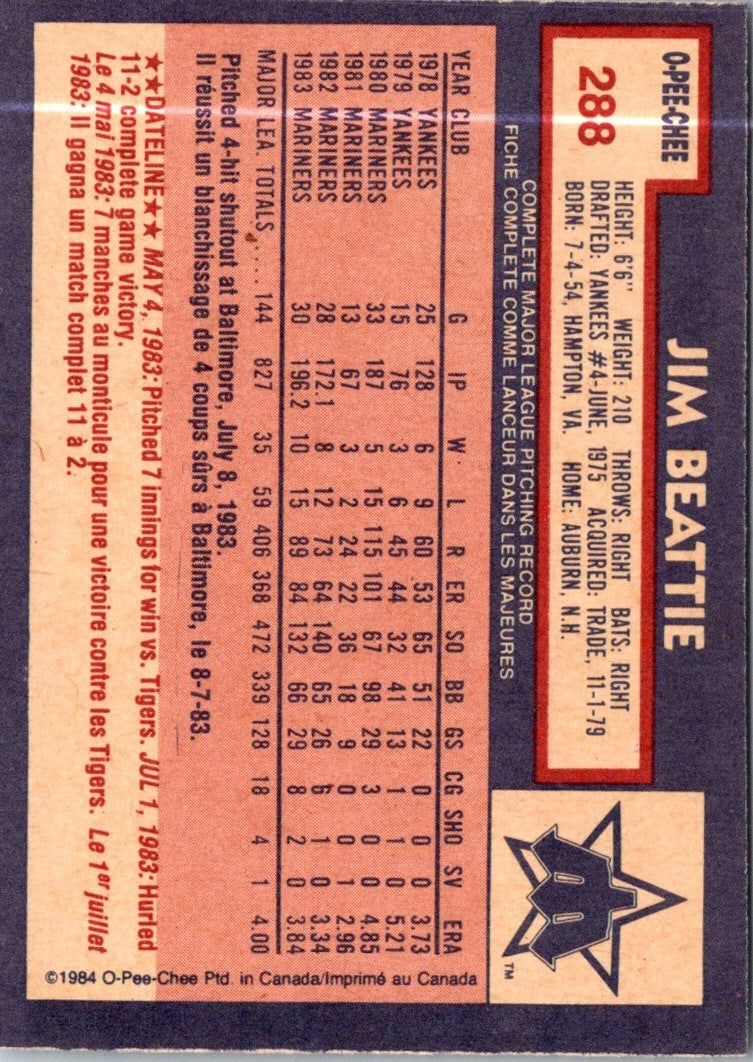 O-PEE-CHEE
288
JIM BEATTIE
HEIGHT: 6'6" WEIGHT: 210 THROWS: RIGHT BATS: RIGHT
DRAFTED: YANKEES #4-JUNE, 1975 ACQUIRED: TRADE, 11-1-79
BORN: 7-4-54, HAMPTON, VA. HOME: AUBURN, N.H.
TM
COMPLETE MAJOR LEAGUE PITCHING RECORD
FICHE COMPLETE COMME LANCEUR DANS LES MAJEURES
YEAR CLUB G IP W L R ER SO BB GS CG SHO SV ERA
1978 YANKEES 25 128 6 9 60 53 65 51 22 0 0 0 3.73
1979 YANKEES 15 76 3 6 45 44 32 41 13 1 1 0 5.21
1980 MARINERS 33 187 5 15 115 101 67 98 29 3 0 0 4.85
1981 MARINERS 13 67 3 2 24 22 36 18 9 0 0 1 2.96
1982 MARINERS 28 172.1 8 12 73 64 140 65 26 6 1 0 3.34
1983 MARINERS 30 196.2 10 15 89 84 132 66 29 8 2 0 3.84
MAJOR LEA. TOTALS ..... 144 827 35 59 406 368 472 339 128 18 4 1 4.00
Pitched 4-hit shutout at Baltimore, July 8, 1983.
Il réussit un blanchissage de 4 coups sûrs à Baltimore, le 8-7-83.
★★DATELINE★★ MAY 4, 1983: Pitched 7 innings for win vs. Tigers. JUL 1, 1983: Hurled
11-2 complete game victory.
Le 4 mai 1983: 7 manches au monticule pour une victoire contre les Tigers. Le 1er juillet
1983: Il gagna un match complet 11 à 2.
©1984 O-Pee-Chee Ptd. in Canada/Imprimé au Canada